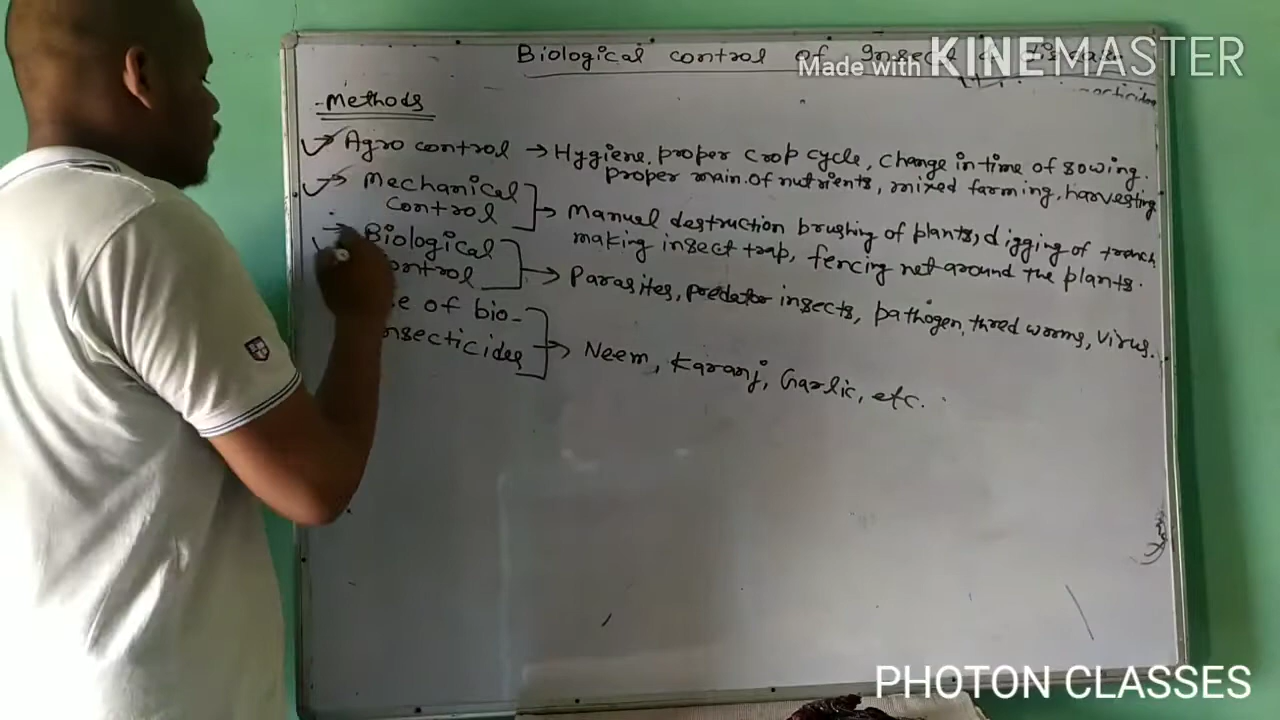 Biological control of Insect
Made with KINEMASTER
- Methods
→ Agro control → Hygiene, proper crop cycle, change in time of sowing.
proper main. of nutrients, mixed farming, harvesting
→ Mechanical
control → Manual destruction brushing of plants, digging of trench
making insect trap, fencing net around the plants.
→ Biological
control → Parasites, predator insects, pathogen, thred worms, virus.
of bio-
insecticides → Neem, Karanj, Garlic, etc.
PHOTON CLASSES